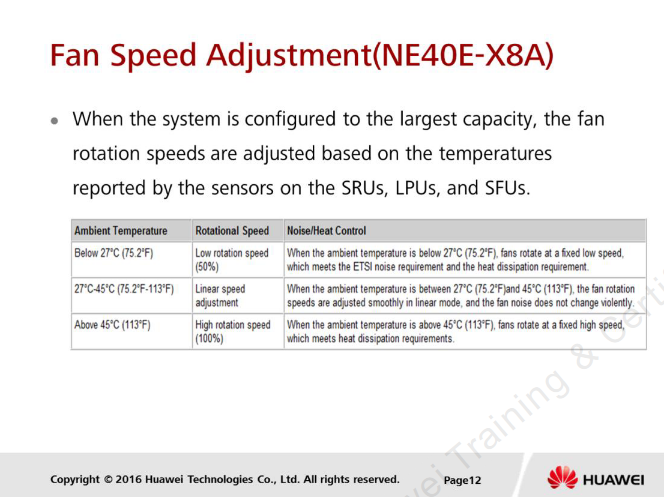 Fan Speed Adjustment(NE40E-X8A)
● When the system is configured to the largest capacity, the fan
rotation speeds are adjusted based on the temperatures
reported by the sensors on the SRUs, LPUs, and SFUs.
Ambient Temperature Rotational Speed Noise/Heat Control
Below 27°C (75.2°F) Low rotation speed When the ambient temperature is below 27°C (75.2°F), fans rotate at a fixed low speed,
(50%) which meets the ETSI noise requirement and the heat dissipation requirement.
27°C-45°C (75.2°F-113°F) Linear speed When the ambient temperature is between 27°C (75.2°F)and 45°C (113°F), the fan rotation
adjustment speeds are adjusted smoothly in linear mode, and the fan noise does not change violently.
Above 45°C (113°F) High rotation speed When the ambient temperature is above 45°C (113°F), fans rotate at a fixed high speed,
(100%) which meets heat dissipation requirements.
Training &
Copyright © 2016 Huawei Technologies Co., Ltd. All rights reserved. Page12 HUAWEI